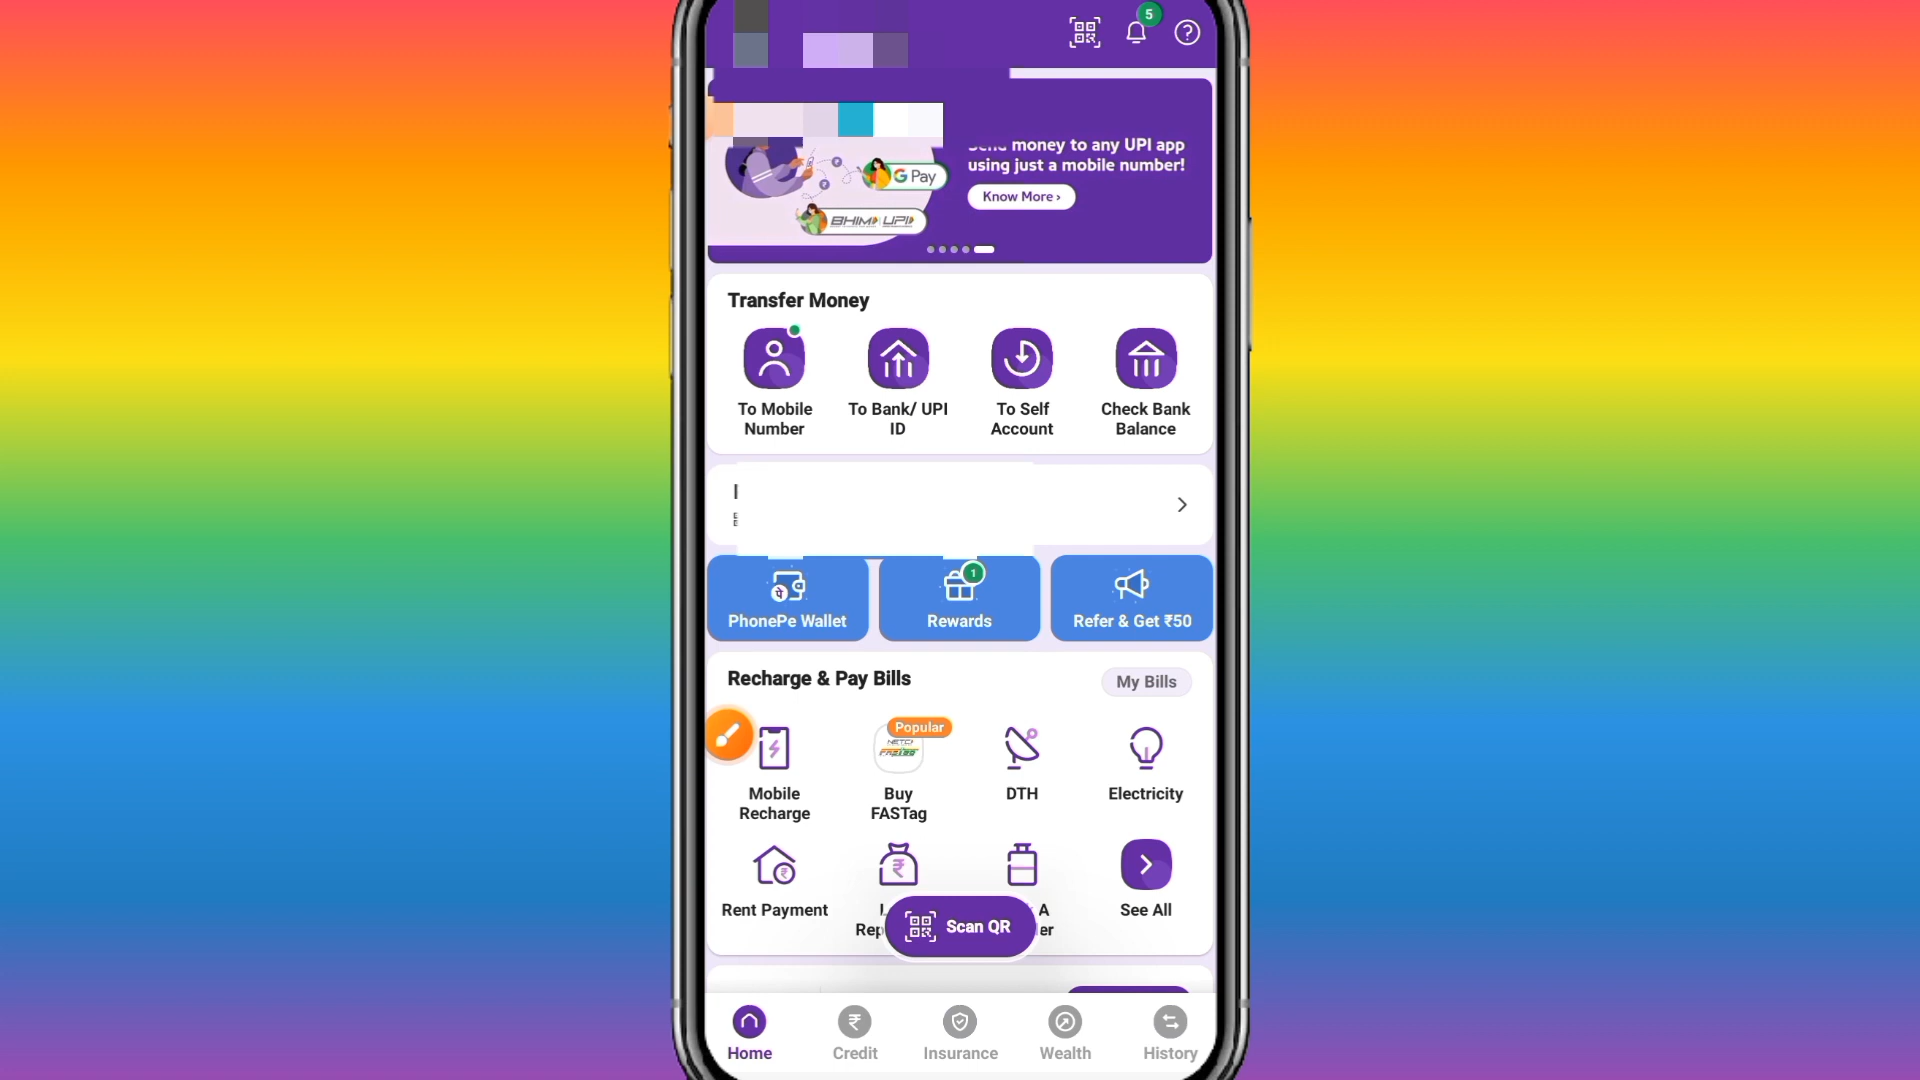 5
money to any UPI app
using just a mobile number!
G Pay
Know More ›
BHIM UPI
Transfer Money
To Mobile
Number
To Bank/ UPI
ID
To Self
Account
Check Bank
Balance
PhonePe Wallet
1
Rewards
Refer & Get ₹50
Recharge & Pay Bills
My Bills
Mobile
Recharge
Popular
Buy
FASTag
DTH
Electricity
Rent Payment
A
See All
Scan QR
Home
Credit
Insurance
Wealth
History